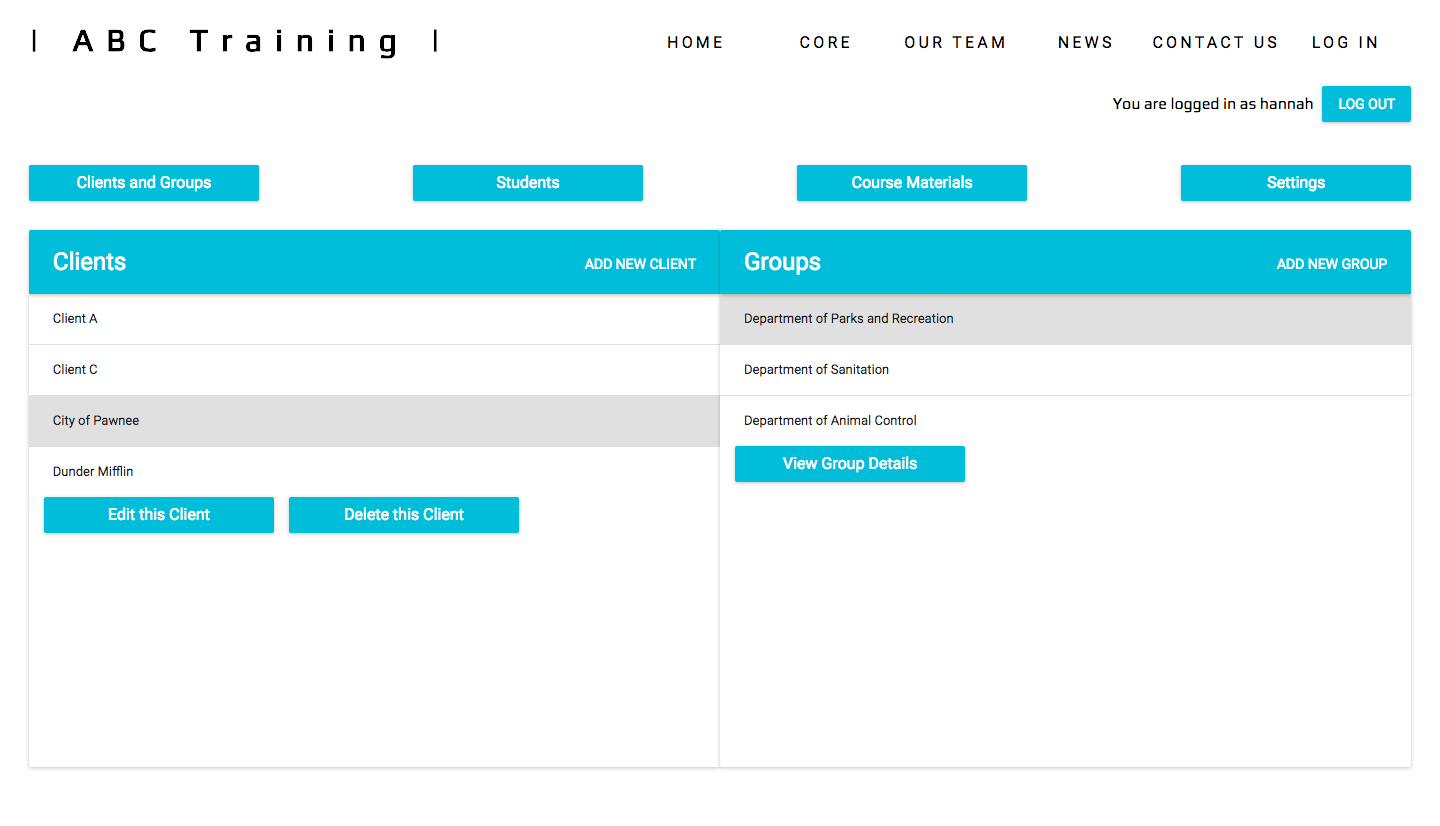 | ABC Training |
HOME CORE OUR TEAM NEWS CONTACT US LOG IN
You are logged in as hannah LOG OUT
Clients and Groups Students Course Materials Settings
Clients ADD NEW CLIENT
Client A
Client C
City of Pawnee
Dunder Mifflin
Edit this Client Delete this Client
Groups ADD NEW GROUP
Department of Parks and Recreation
Department of Sanitation
Department of Animal Control
View Group Details